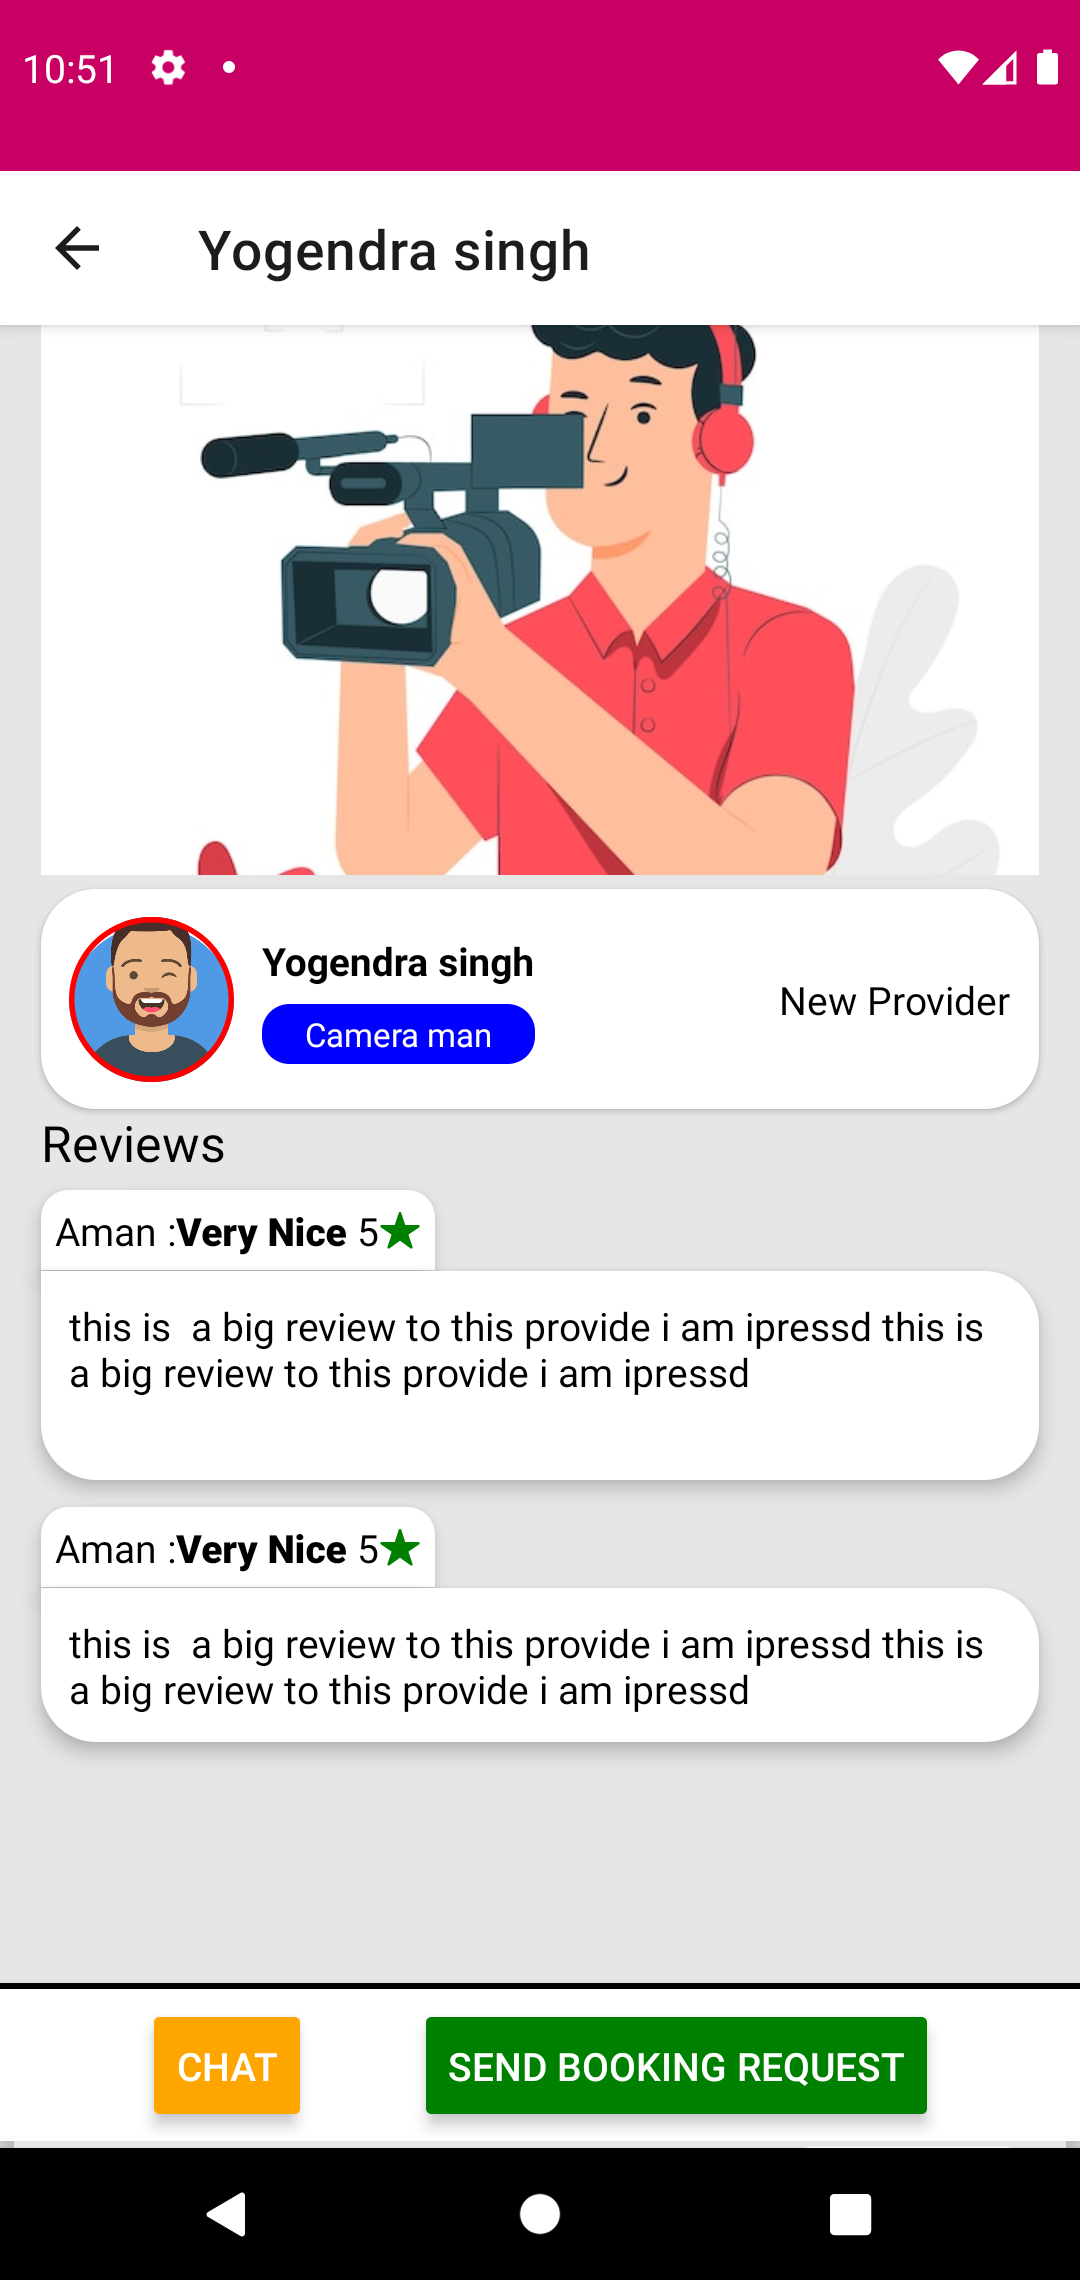 10:51
Yogendra singh
Yogendra singh
Camera man
New Provider
Reviews
Aman :Very Nice 5★
this is  a big review to this provide i am ipressd this is
a big review to this provide i am ipressd
Aman :Very Nice 5★
this is  a big review to this provide i am ipressd this is
a big review to this provide i am ipressd
CHAT
SEND BOOKING REQUEST